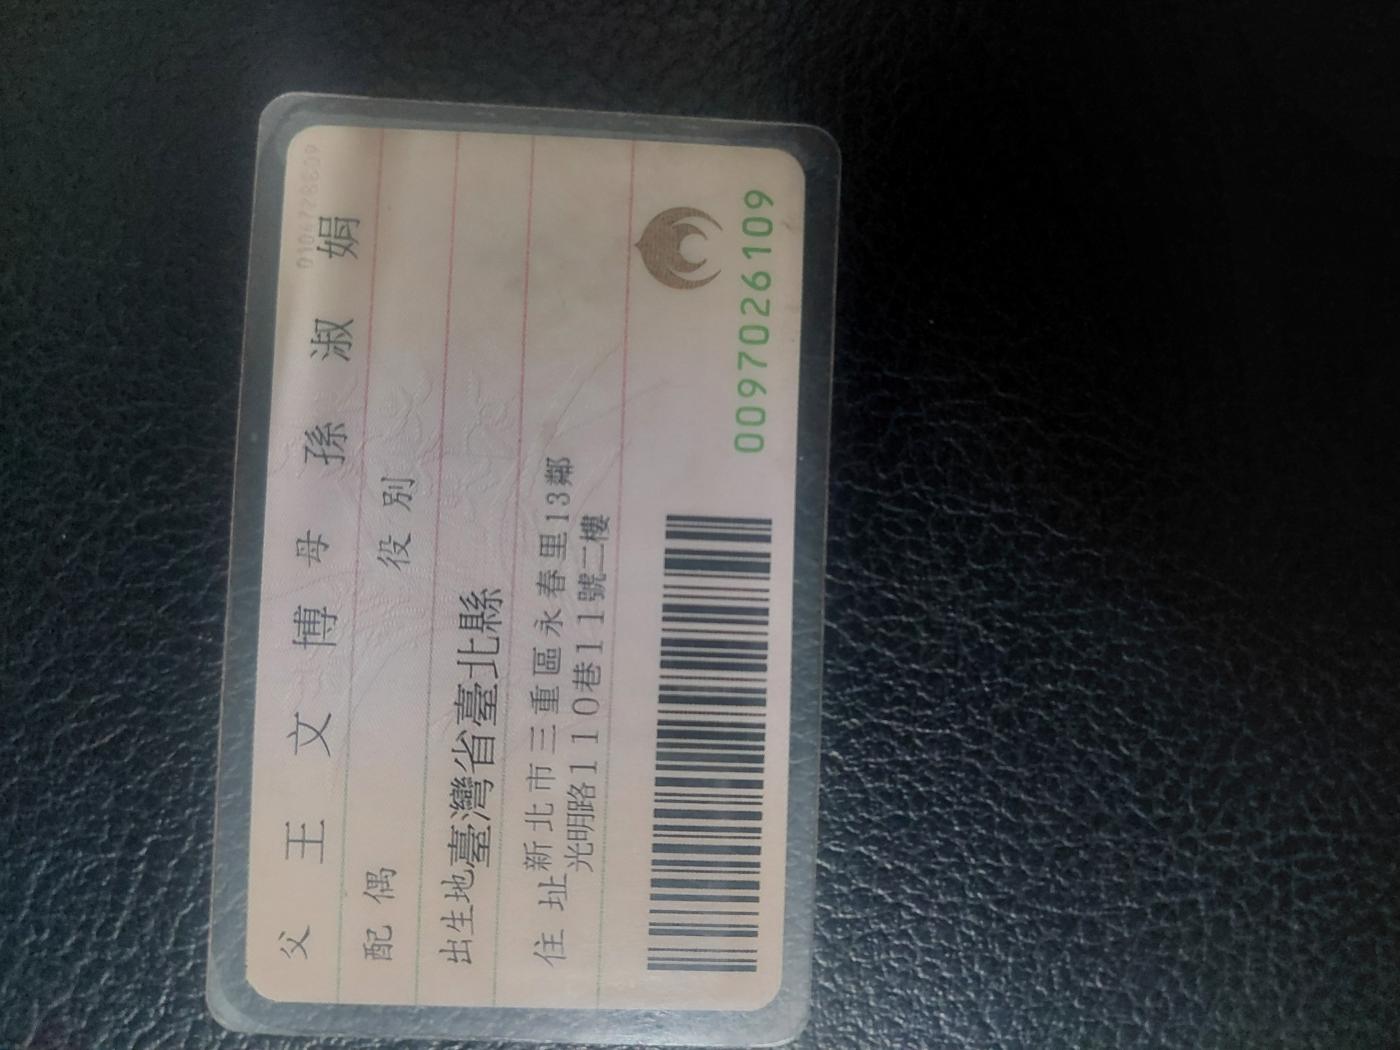 父 王文博 母 孫淑娟
配偶 役別
出生地 臺灣省臺北縣
住址 新北市三重區永春里13鄰
光明路110巷11號二樓
0097026109